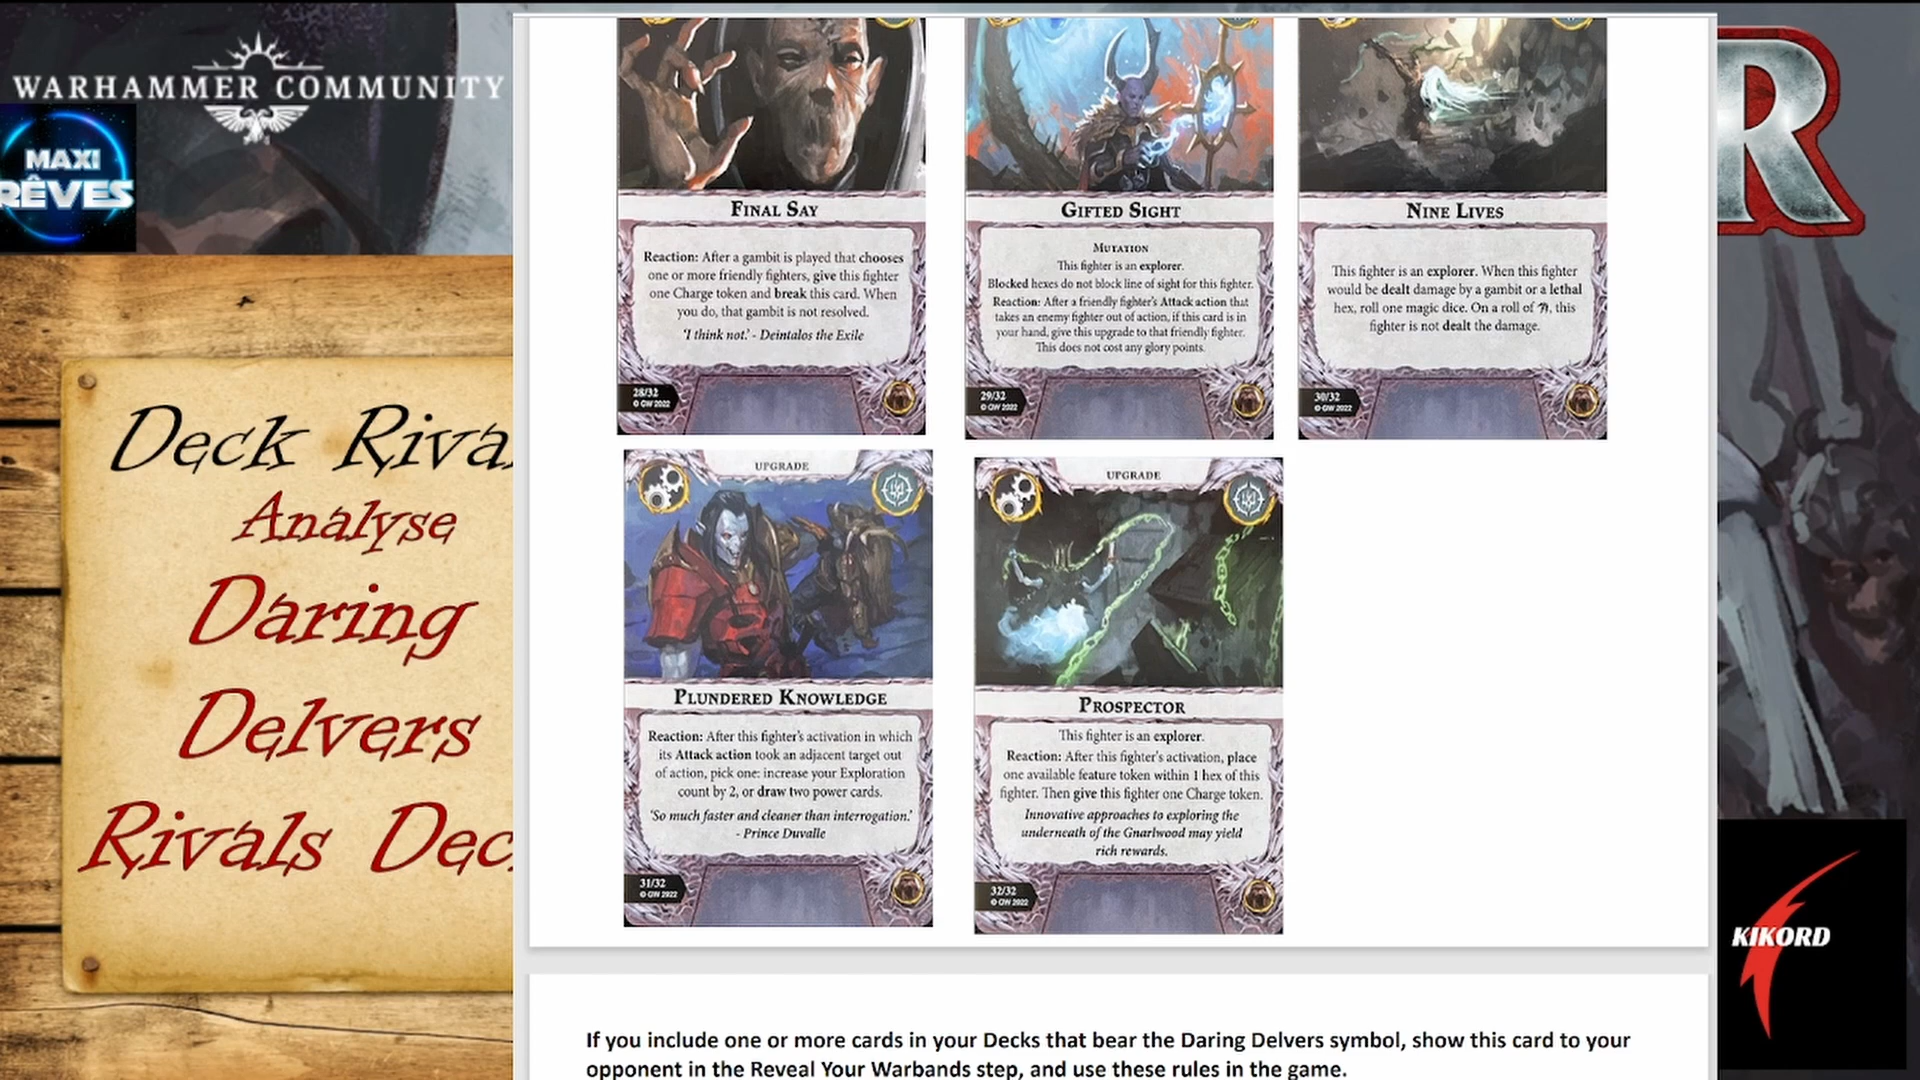 WARHAMMER COMMUNITY
MAXI
RÊVES
Deck Rival
Analyse
Daring
Delvers
Rivals Dec
R
FINAL SAY
Reaction: After a gambit is played that chooses
one or more friendly fighters, give this fighter
one Charge token and break this card. When
you do, that gambit is not resolved.
'I think not.' - Deintalos the Exile
28/32
© GW 2022
GIFTED SIGHT
MUTATION
This fighter is an explorer.
Blocked hexes do not block line of sight for this fighter.
Reaction: After a friendly fighter's Attack action that
takes an enemy fighter out of action, if this card is in
your hand, give this upgrade to that friendly fighter.
This does not cost any glory points.
29/32
© GW 2022
NINE LIVES
This fighter is an explorer. When this fighter
would be dealt damage by a gambit or a lethal
hex, roll one magic dice. On a roll of , this
fighter is not dealt the damage.
30/32
© GW 2022
UPGRADE
PLUNDERED KNOWLEDGE
Reaction: After this fighter's activation in which
its Attack action took an adjacent target out
of action, pick one: increase your Exploration
count by 2, or draw two power cards.
'So much faster and cleaner than interrogation.'
- Prince Duvalle
31/32
© GW 2022
UPGRADE
PROSPECTOR
This fighter is an explorer.
Reaction: After this fighter's activation, place
one available feature token within 1 hex of this
fighter. Then give this fighter one Charge token.
Innovative approaches to exploring the
underneath of the Gnarlwood may yield
rich rewards.
32/32
© GW 2022
KIKORD
If you include one or more cards in your Decks that bear the Daring Delvers symbol, show this card to your
opponent in the Reveal Your Warbands step, and use these rules in the game.